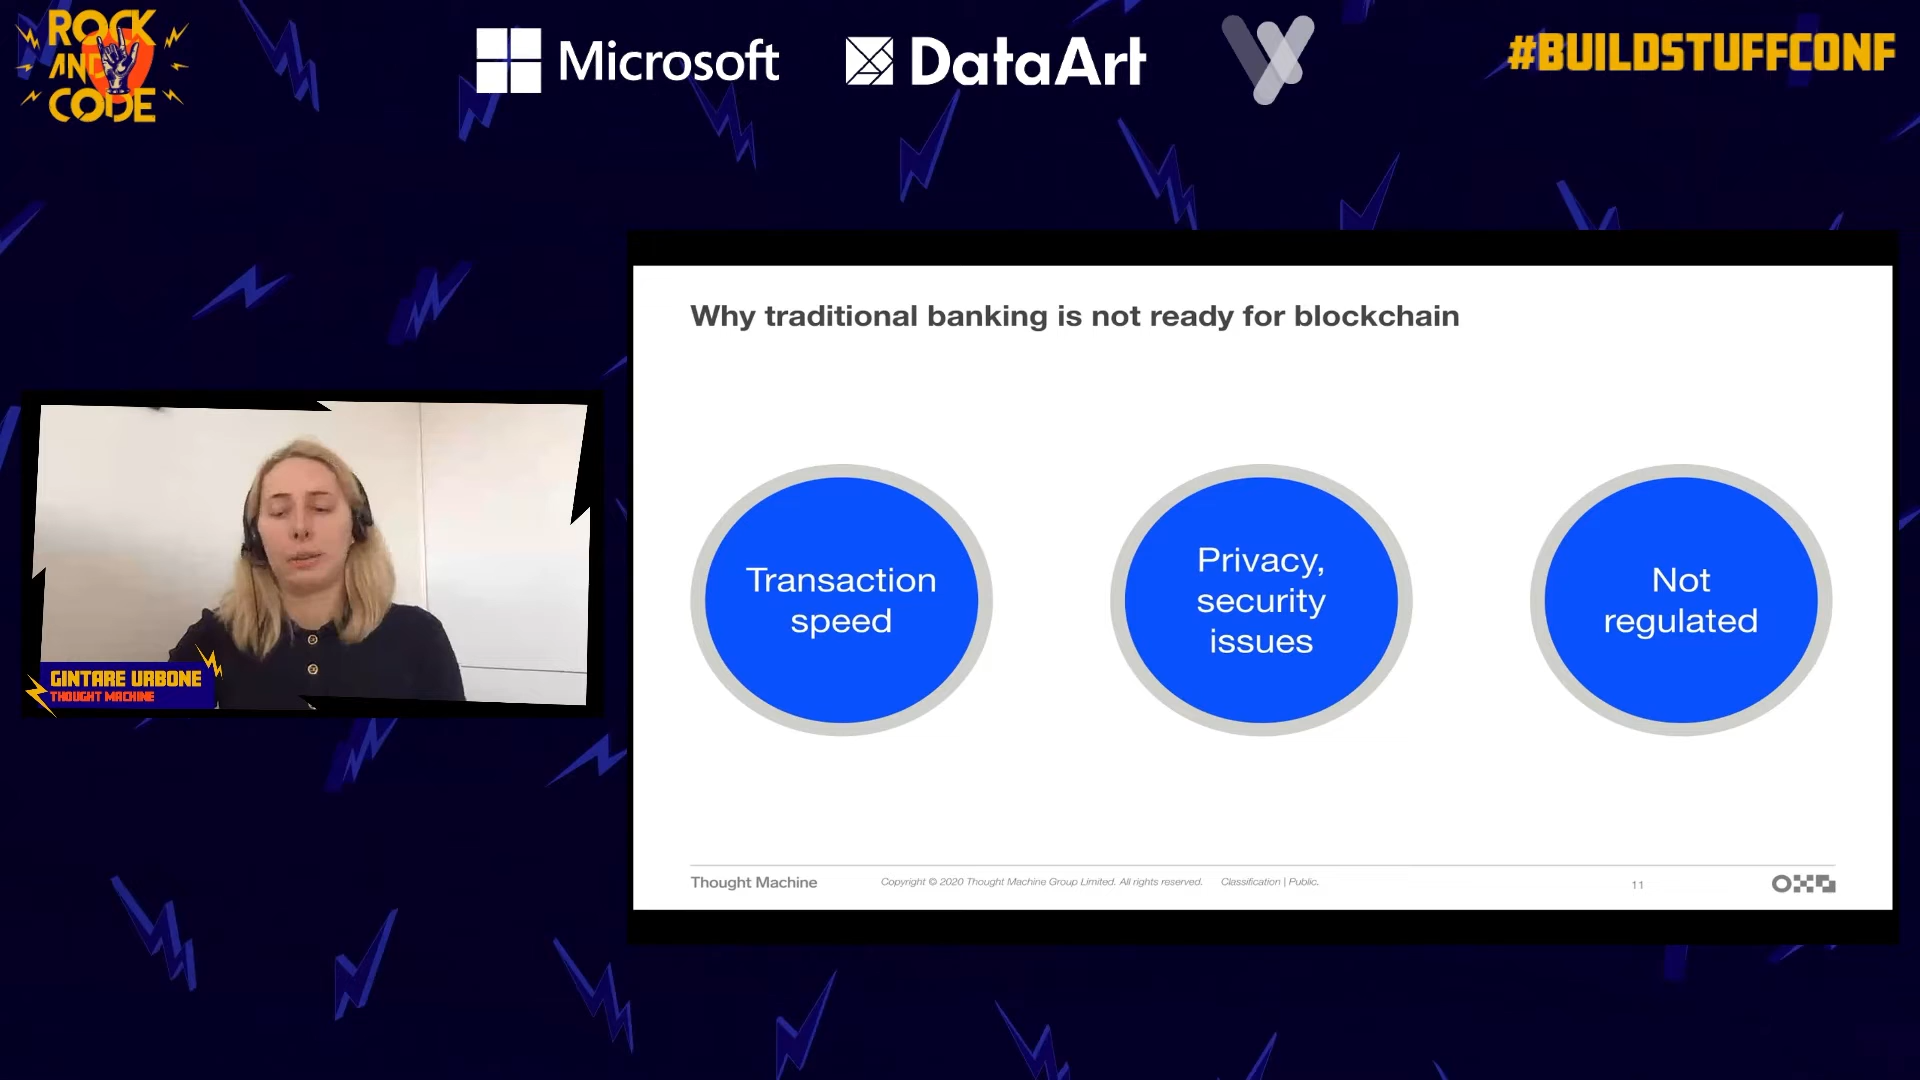 ROCK
AND
CODE
Microsoft
DataArt
#BUILDSTUFFCONF
Why traditional banking is not ready for blockchain
Transaction
speed
Privacy,
security
issues
Not
regulated
GINTARE URBONE
THOUGHT MACHINE
Thought Machine
Copyright © 2020 Thought Machine Group Limited. All rights reserved.
Classification | Public.
11